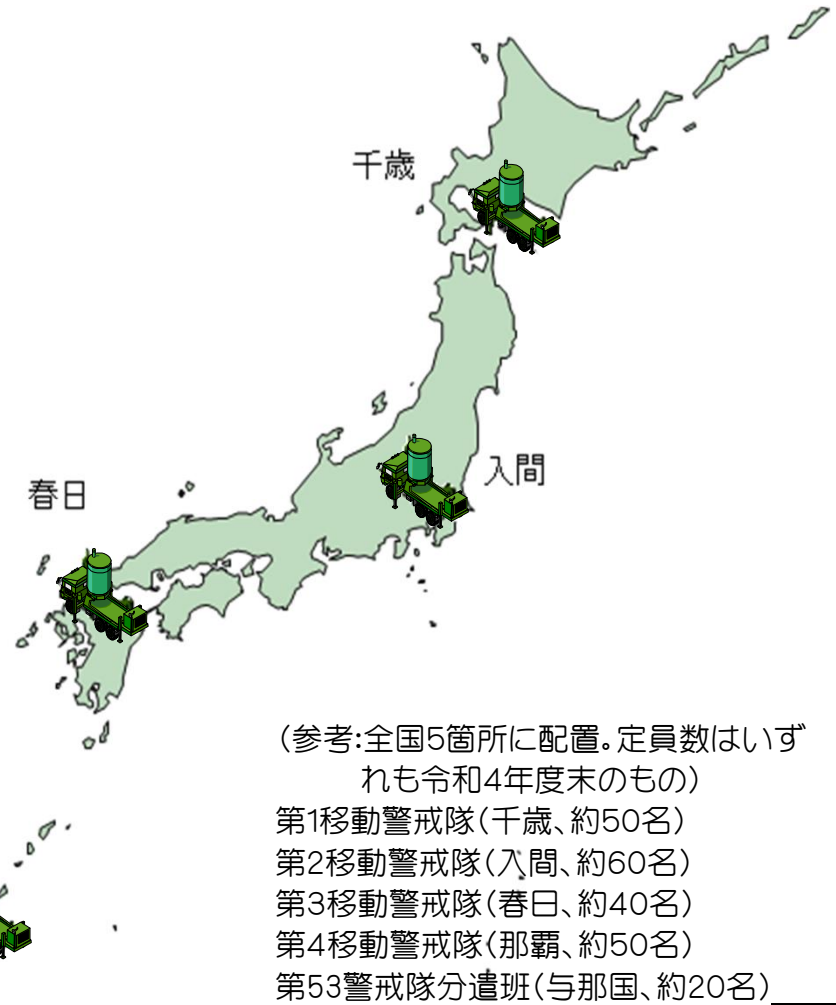 千歳
入間
春日
(参考:全国5箇所に配置。定員数はいず
れも令和4年度末のもの)
第1移動警戒隊(千歳、約50名)
第2移動警戒隊(入間、約60名)
第3移動警戒隊(春日、約40名)
第4移動警戒隊(那覇、約50名)
第53警戒隊分遣班(与那国、約20名)